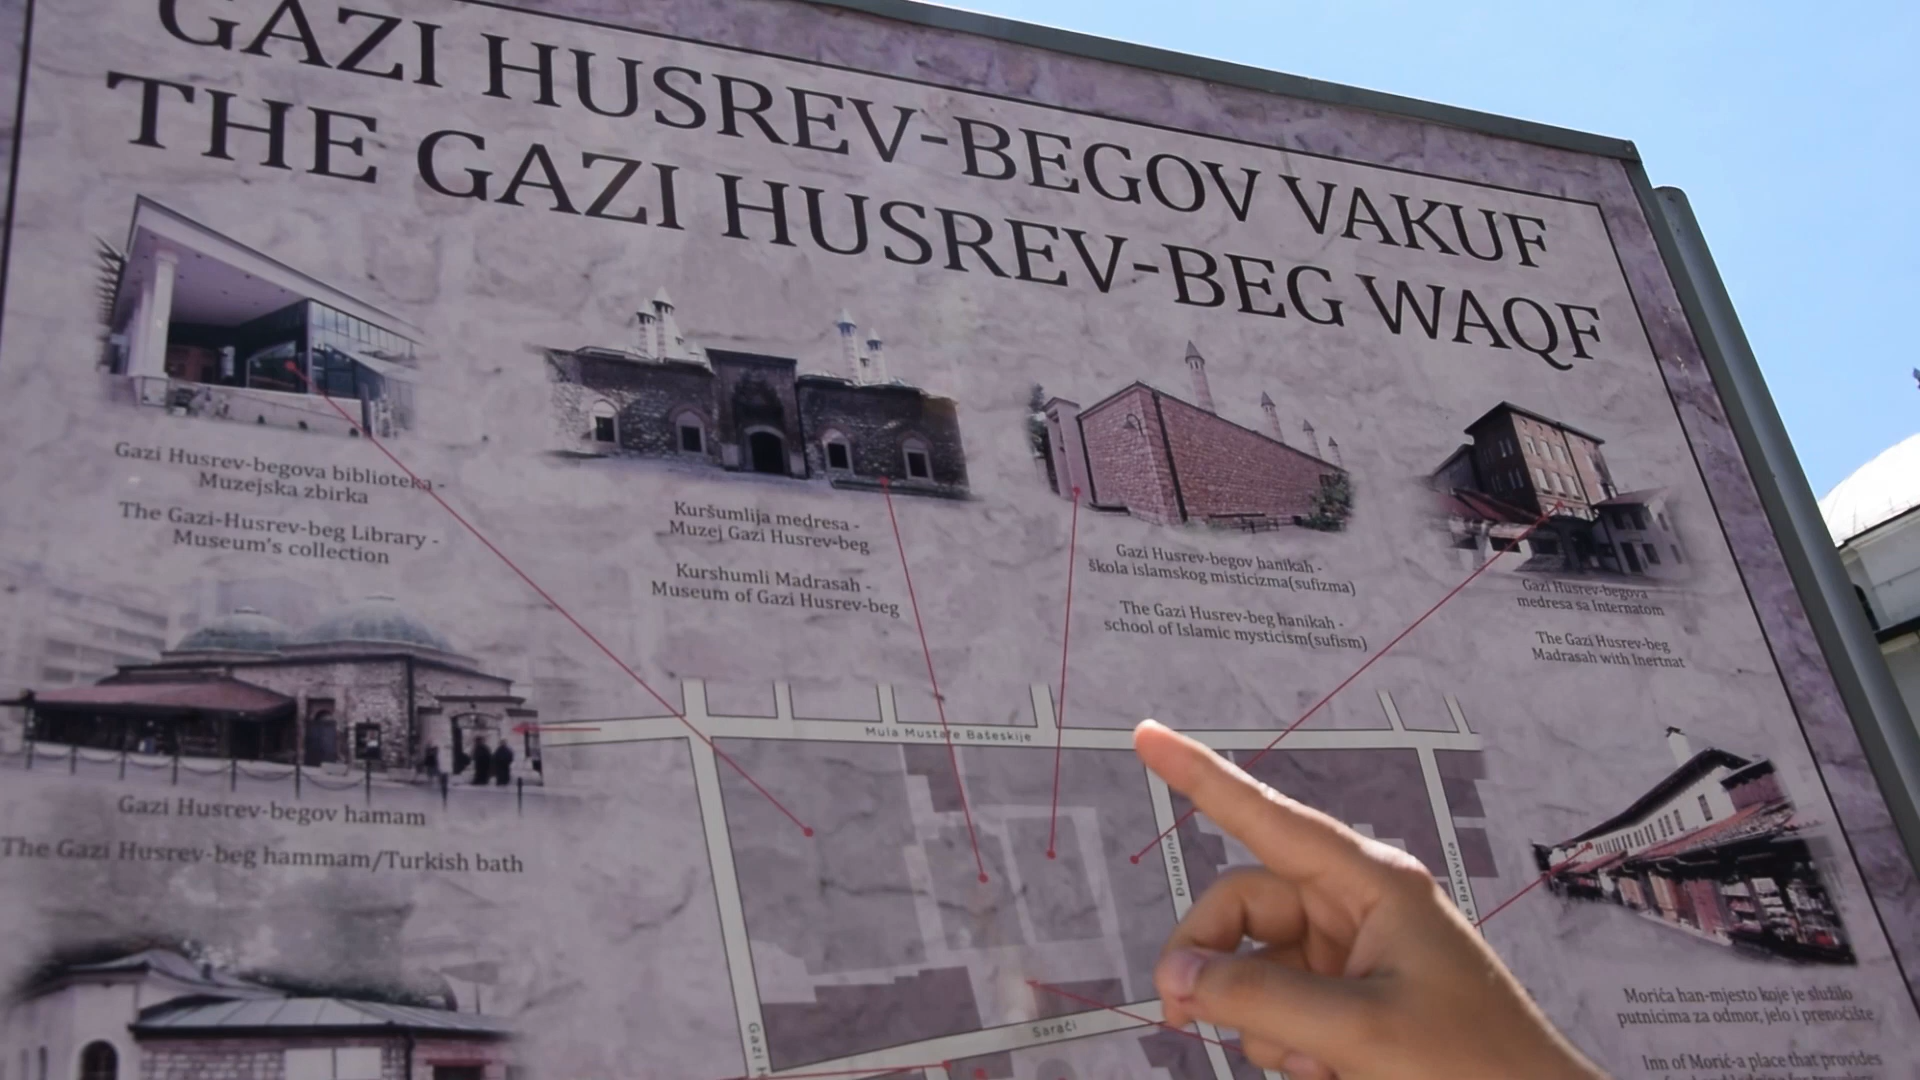 GAZI HUSREV-BEGOV VAKUF
THE GAZI HUSREV-BEG WAQF
Gazi Husrev-begova biblioteka -
Muzejska zbirka
The Gazi-Husrev-beg Library -
Museum's collection
Kuršumlija medresa -
Muzej Gazi Husrev-beg
Kurshumli Madrasah -
Museum of Gazi Husrev-beg
Gazi Husrev-begov hanikah -
škola islamskog misticizma(sufizma)
The Gazi Husrev-beg hanikah -
school of Islamic mysticism(sufism)
Gazi Husrev-begova
medresa sa internatom
The Gazi Husrev-beg
Madrasah with Inertnat
Gazi Husrev-begov hamam
The Gazi Husrev-beg hammam/Turkish bath
Mula Mustafe Bašeskije
Ćulagina
Bakovića
Sarači
Gazi
Morića han-mjesto koje je služilo
putnicima za odmor, jelo i prenoćište
Inn of Morić-a place that provides